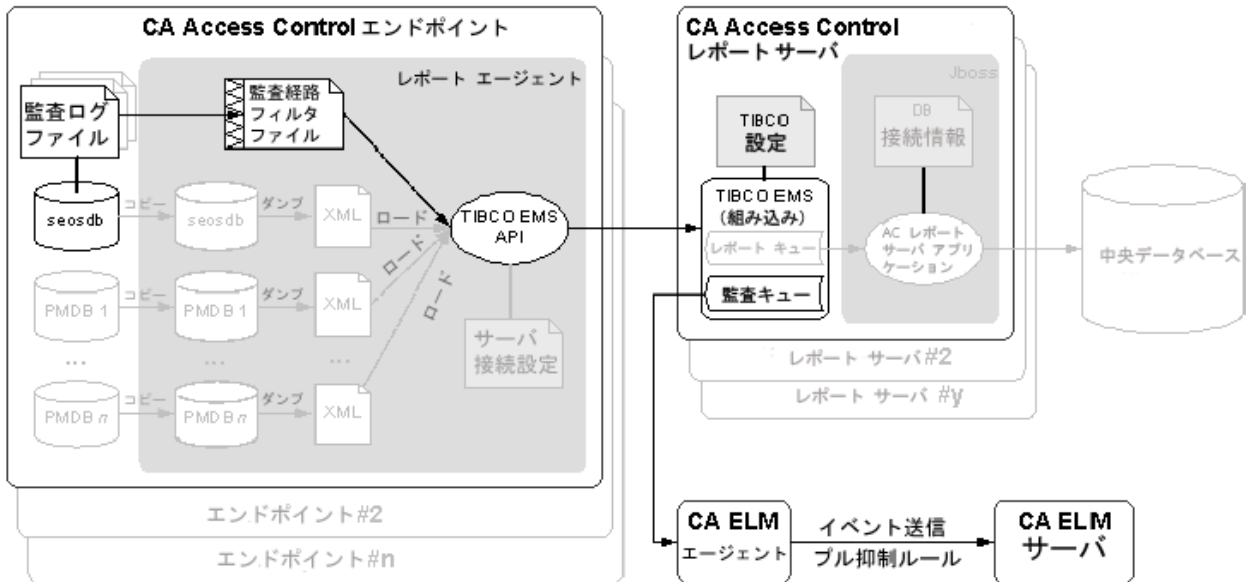 CA Access Control エンドポイント
レポート エージェント
監査ログ
ファイル
監査経路
フィルタ
ファイル
seosdb
コピー
seosdb
ダンプ
XML
ロード
TIBCO EMS
API
PMDB 1
コピー
PMDB 1
ダンプ
XML
ロード
...
...
...
PMDB n
コピー
PMDB n
ダンプ
XML
ロード
サーバ
接続設定
エンドポイント#2
エンドポイント#n
CA Access Control
レポート サーバ
Jboss
TIBCO
設定
DB
接続情報
TIBCO EMS
(組み込み)
レポート キュー
監査キュー
AC レポート
サーバ アプリ
ケーション
中央データベース
レポート サーバ#2
レポート サーバ #y
CA ELM
エージェント
イベント送信
プル抑制ルール
CA ELM
サーバ